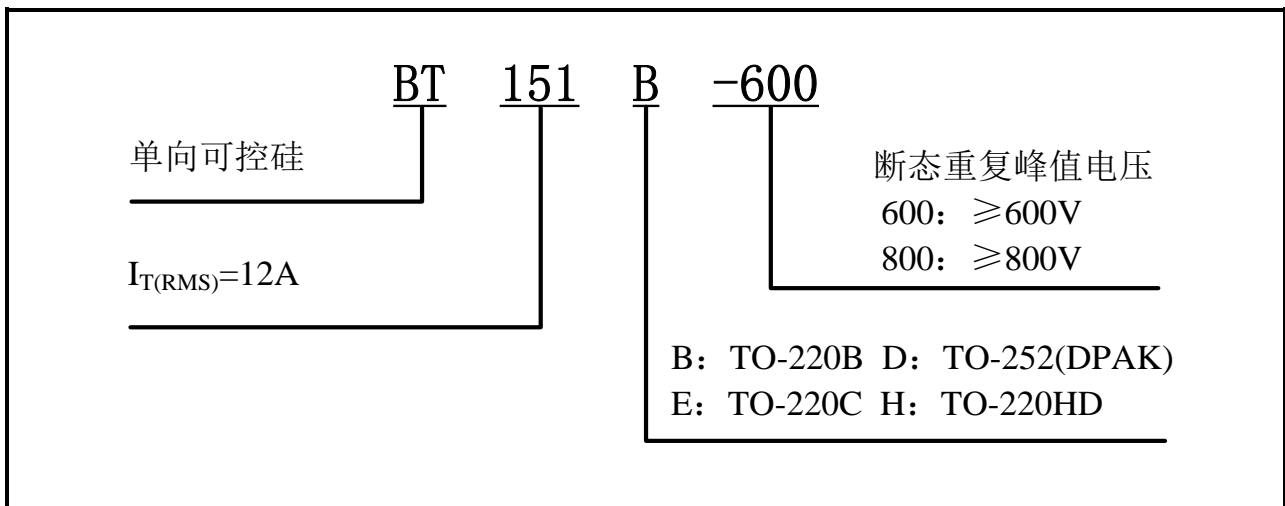 BT 151 B -600
单向可控硅
断态重复峰值电压
600：≥600V
800：≥800V
I_T(RMS)=12A
B：TO-220B D：TO-252(DPAK)
E：TO-220C H：TO-220HD